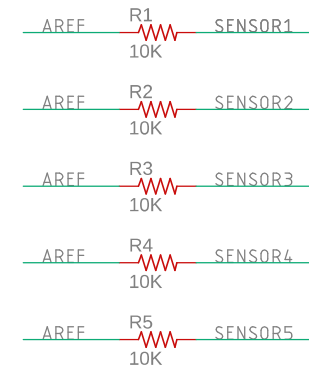 R1
AREF SENSOR1
10K
R2
AREF SENSOR2
10K
R3
AREF SENSOR3
10K
R4
AREF SENSOR4
10K
R5
AREF SENSOR5
10K